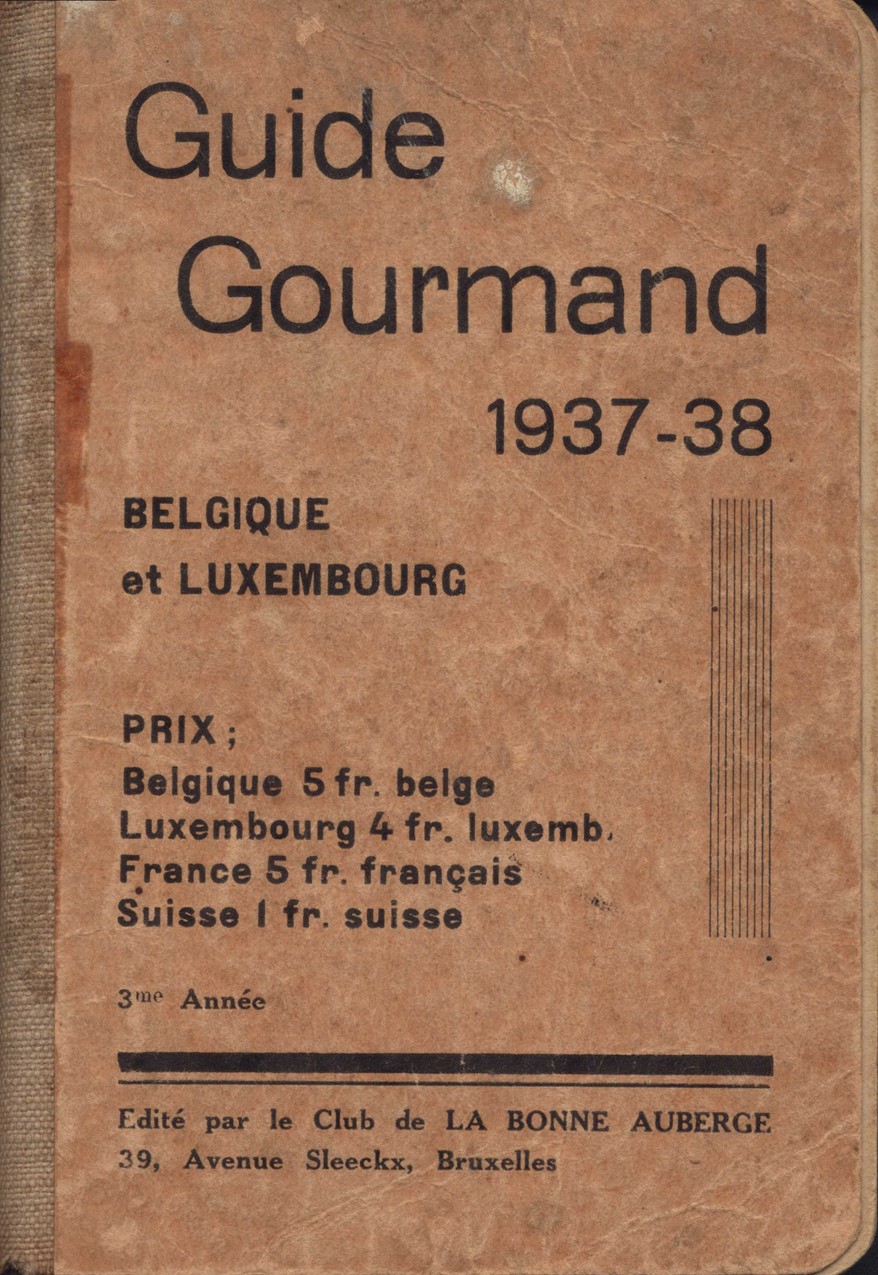 Guide
Gourmand
1937-38
BELGIQUE
et LUXEMBOURG
PRIX ;
Belgique 5 fr. belge
Luxembourg 4 fr. luxemb.
France 5 fr. français
Suisse 1 fr. suisse
3me Année
Edité par le Club de LA BONNE AUBERGE
39, Avenue Sleeckx, Bruxelles